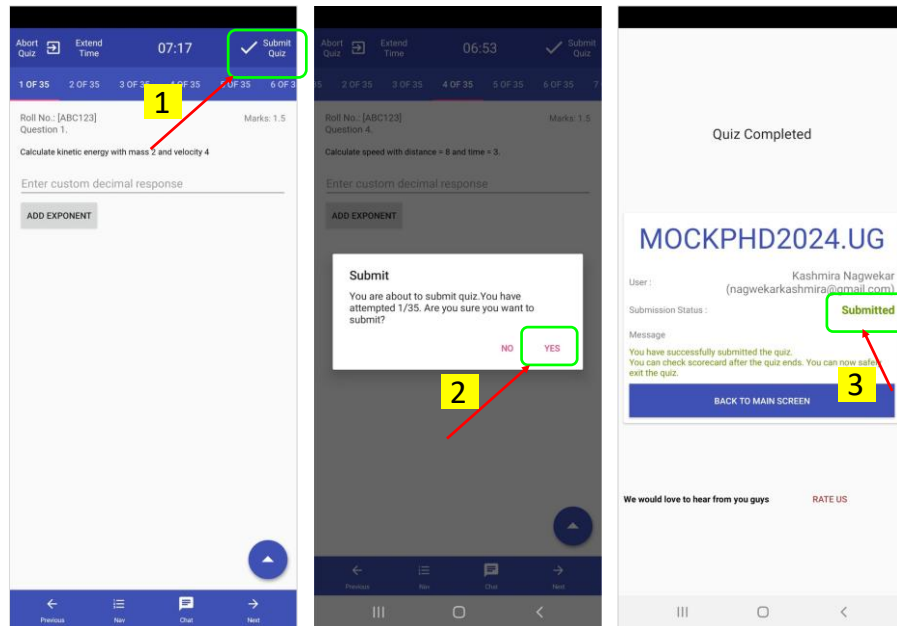 Abort Quiz
Extend Time
07:17
Submit Quiz
1 OF 35 2 OF 35 3 OF 35 4 OF 35 5 OF 35 6 OF 3
1
Roll No.: [ABC123] Marks: 1.5
Question 1.
Calculate kinetic energy with mass 2 and velocity 4
Enter custom decimal response
ADD EXPONENT
Previous Nav Chat Next
Abort Quiz
Extend Time
06:53
Submit Quiz
35 2 OF 35 3 OF 35 4 OF 35 5 OF 35 6 OF 35 7
Roll No.: [ABC123] Marks: 1.5
Question 4.
Calculate speed with distance = 8 and time = 3.
Enter custom decimal response
ADD EXPONENT
Submit
You are about to submit quiz.You have
attempted 1/35. Are you sure you want to
submit?
NO YES
2
Previous Nav Chat Next
Quiz Completed
MOCKPHD2024.UG
User : Kashmira Nagwekar
(nagwekarkashmira@gmail.com)
Submission Status : Submitted
Message
You have successfully submitted the quiz.
You can check scorecard after the quiz ends. You can now safely
exit the quiz.
3
BACK TO MAIN SCREEN
We would love to hear from you guys RATE US